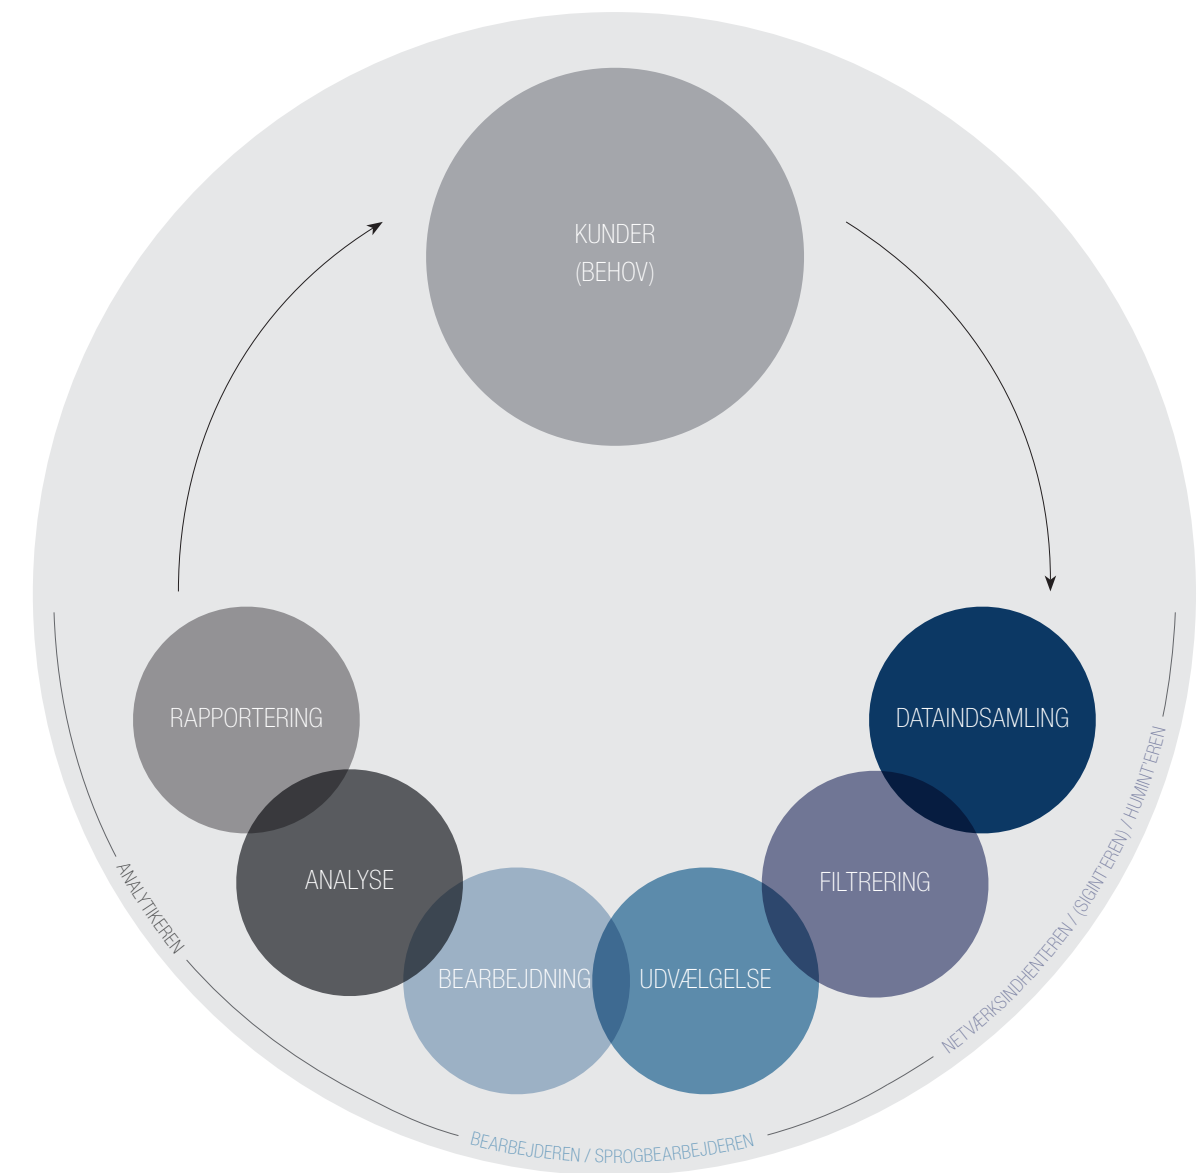 KUNDER
(BEHOV)
RAPPORTERING
DATAINDSAMLING
ANALYSE
FILTRERING
BEARBEJDNING
UDVÆLGELSE
ANALYTIKEREN
BEARBEJDEREN / SPROGBEARBEJDEREN
NETVÆRKSINDHENTEREN / (SIGINT'EREN) / HUMINT'EREN